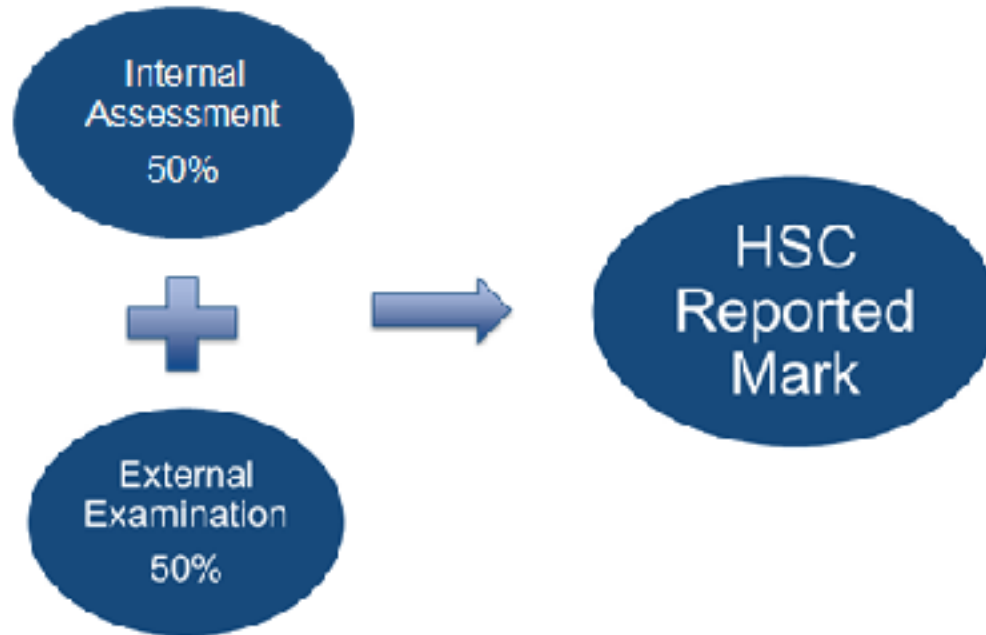 Internal
Assessment
50%
External
Examination
50%
HSC
Reported
Mark